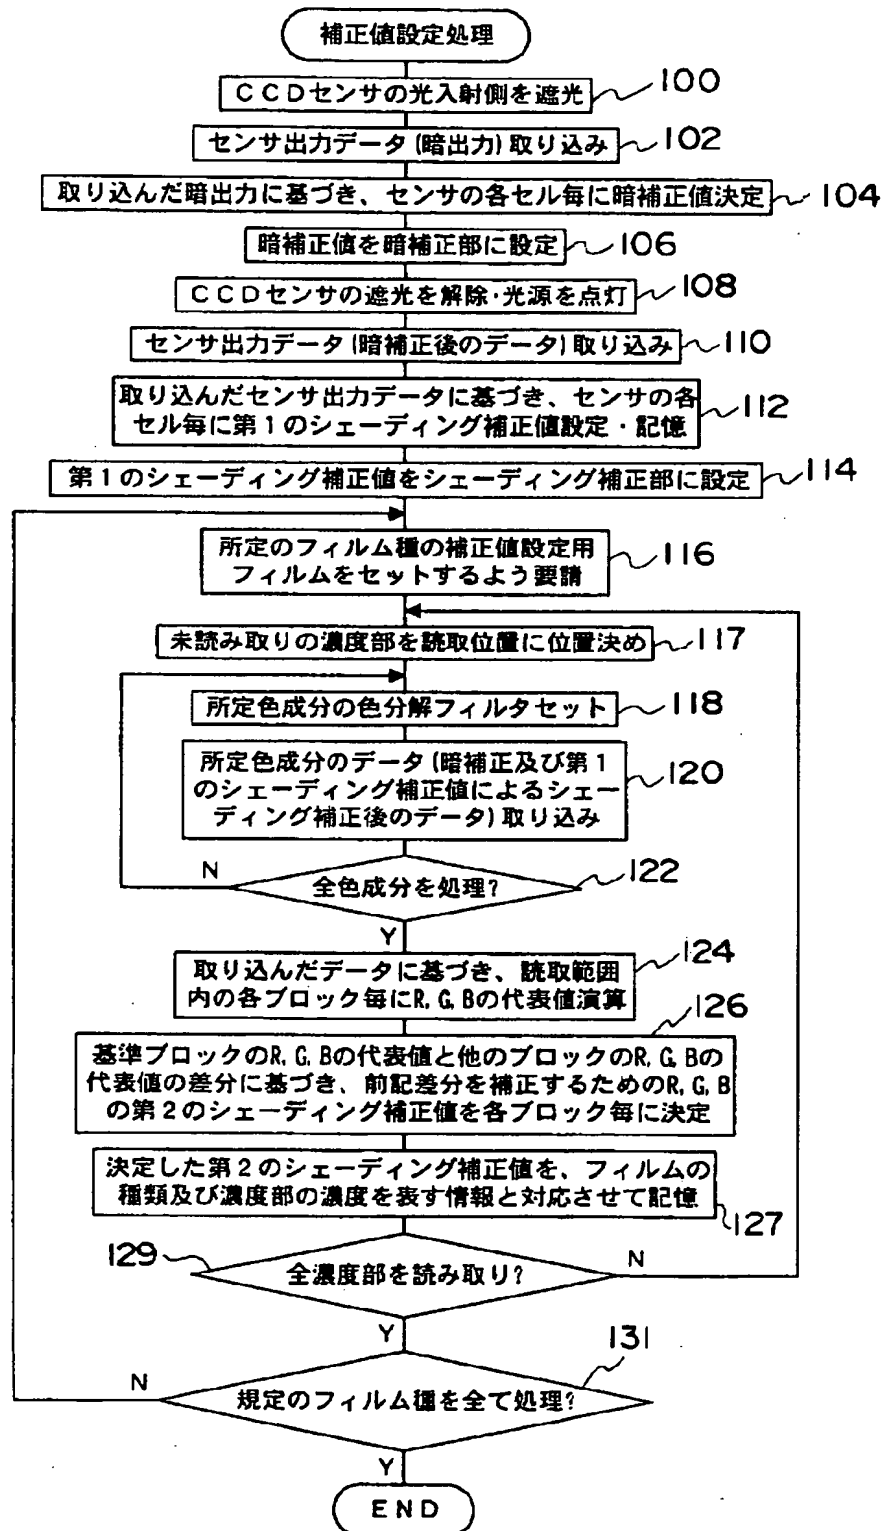 補正値設定処理
CCDセンサの光入射側を遮光
100
センサ出力データ(暗出力)取り込み
102
取り込んだ暗出力に基づき、センサの各セル毎に暗補正値決定
104
暗補正値を暗補正部に設定
106
CCDセンサの遮光を解除・光源を点灯
108
センサ出力データ(暗補正後のデータ)取り込み
110
取り込んだセンサ出力データに基づき、センサの各
セル毎に第1のシェーディング補正値設定・記憶
112
第1のシェーディング補正値をシェーディング補正部に設定
114
所定のフィルム種の補正値設定用
フィルムをセットするよう要請
116
未読み取りの濃度部を読取位置に位置決め
117
所定色成分の色分解フィルタセット
118
所定色成分のデータ(暗補正及び第1
のシェーディング補正値によるシェー
ディング補正後のデータ)取り込み
120
N
全色成分を処理?
122
Y
取り込んだデータに基づき、読取範囲
内の各ブロック毎にR,G,Bの代表値演算
124
126
基準ブロックのR,G,Bの代表値と他のブロックのR,G,Bの
代表値の差分に基づき、前記差分を補正するためのR,G,B
の第2のシェーディング補正値を各ブロック毎に決定
決定した第2のシェーディング補正値を、フィルムの
種類及び濃度部の濃度を表す情報と対応させて記憶
127
129
全濃度部を読み取り?
N
Y
131
N
規定のフィルム種を全て処理?
Y
END